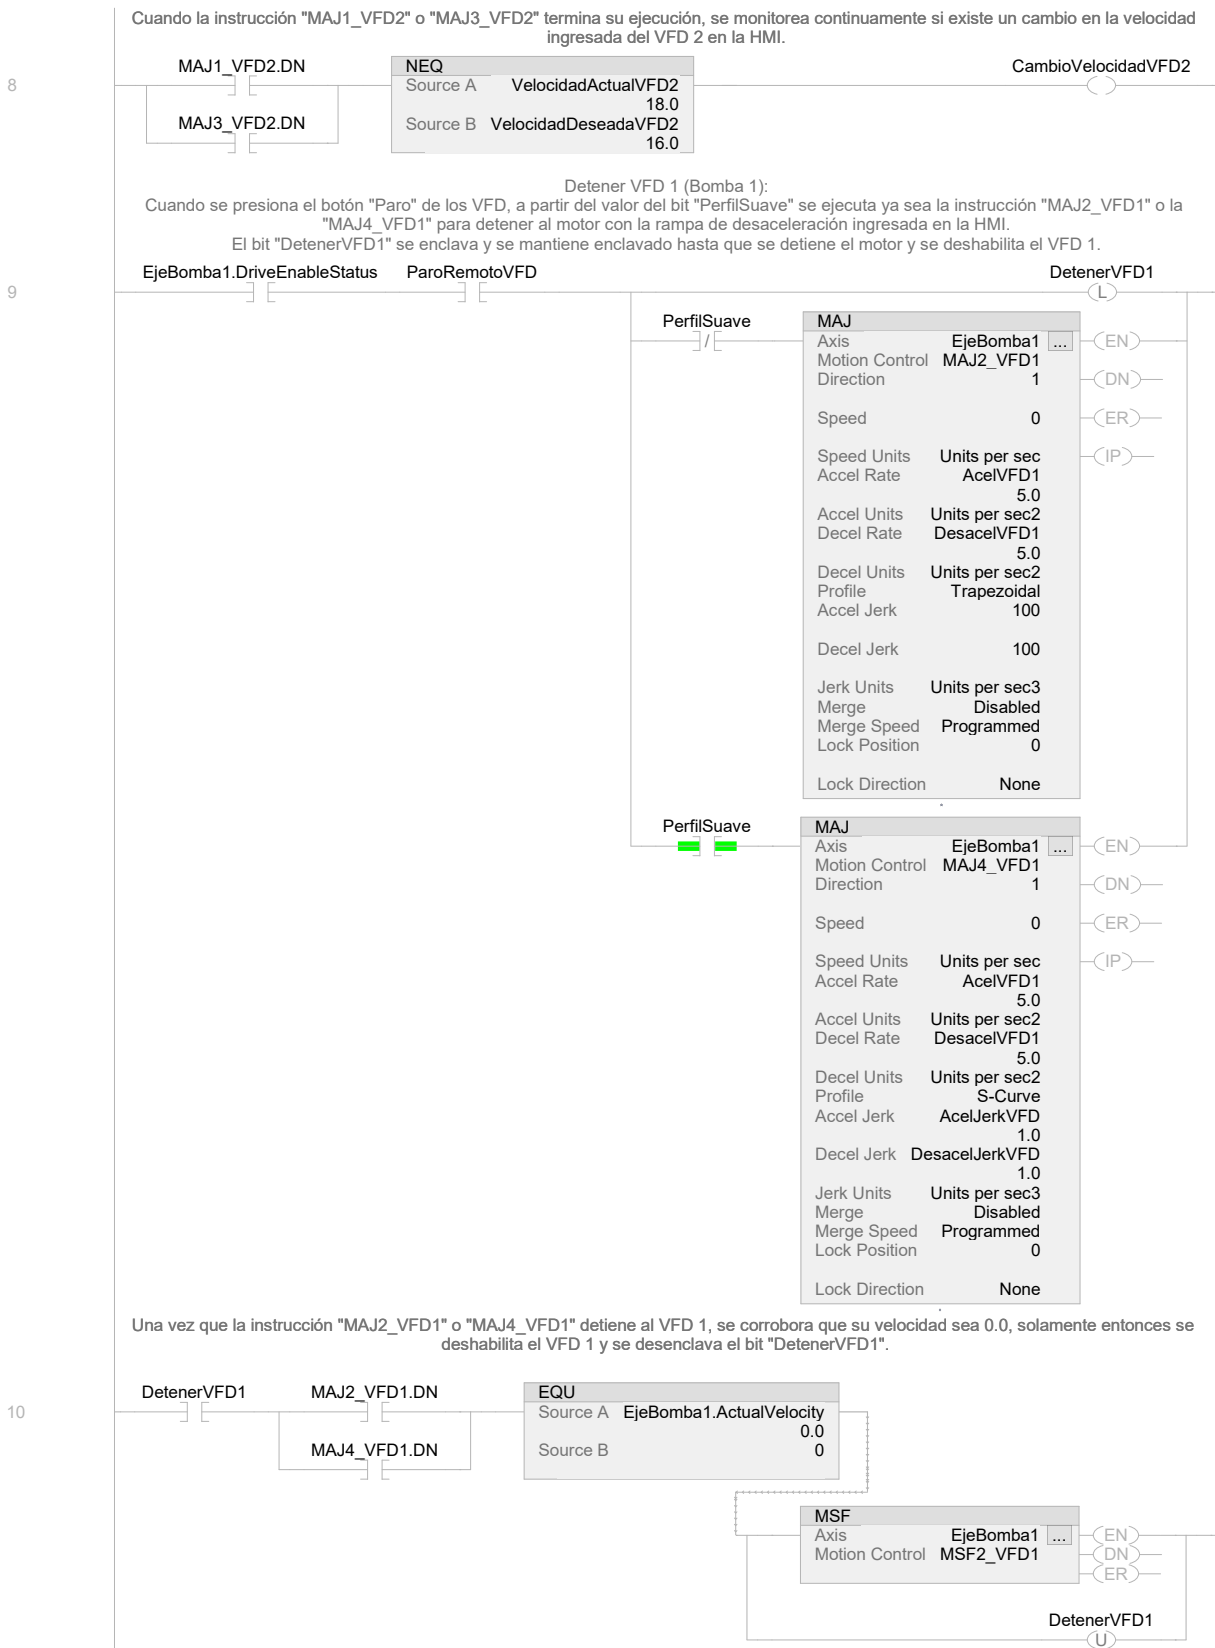 Cuando la instrucción "MAJ1_VFD2" o "MAJ3_VFD2" termina su ejecución, se monitorea continuamente si existe un cambio en la velocidad
ingresada del VFD 2 en la HMI.
8
MAJ1_VFD2.DN
MAJ3_VFD2.DN
NEQ
Source A VelocidadActualVFD2
18.0
Source B VelocidadDeseadaVFD2
16.0
CambioVelocidadVFD2
Detener VFD 1 (Bomba 1):
Cuando se presiona el botón "Paro" de los VFD, a partir del valor del bit "PerfilSuave" se ejecuta ya sea la instrucción "MAJ2_VFD1" o la
"MAJ4_VFD1" para detener al motor con la rampa de desaceleración ingresada en la HMI.
El bit "DetenerVFD1" se enclava y se mantiene enclavado hasta que se detiene el motor y se deshabilita el VFD 1.
9
EjeBomba1.DriveEnableStatus
ParoRemotoVFD
DetenerVFD1
L
PerfilSuave
/
MAJ
Axis EjeBomba1 ...
Motion Control MAJ2_VFD1
Direction 1
Speed 0
Speed Units Units per sec
Accel Rate AcelVFD1
5.0
Accel Units Units per sec2
Decel Rate DesacelVFD1
5.0
Decel Units Units per sec2
Profile Trapezoidal
Accel Jerk 100
Decel Jerk 100
Jerk Units Units per sec3
Merge Disabled
Merge Speed Programmed
Lock Position 0
Lock Direction None
EN
DN
ER
IP
PerfilSuave
MAJ
Axis EjeBomba1 ...
Motion Control MAJ4_VFD1
Direction 1
Speed 0
Speed Units Units per sec
Accel Rate AcelVFD1
5.0
Accel Units Units per sec2
Decel Rate DesacelVFD1
5.0
Decel Units Units per sec2
Profile S-Curve
Accel Jerk AcelJerkVFD
1.0
Decel Jerk DesacelJerkVFD
1.0
Jerk Units Units per sec3
Merge Disabled
Merge Speed Programmed
Lock Position 0
Lock Direction None
EN
DN
ER
IP
Una vez que la instrucción "MAJ2_VFD1" o "MAJ4_VFD1" detiene al VFD 1, se corrobora que su velocidad sea 0.0, solamente entonces se
deshabilita el VFD 1 y se desenclava el bit "DetenerVFD1".
10
DetenerVFD1
MAJ2_VFD1.DN
MAJ4_VFD1.DN
EQU
Source A EjeBomba1.ActualVelocity
0.0
Source B 0
MSF
Axis EjeBomba1 ...
Motion Control MSF2_VFD1
EN
DN
ER
DetenerVFD1
U